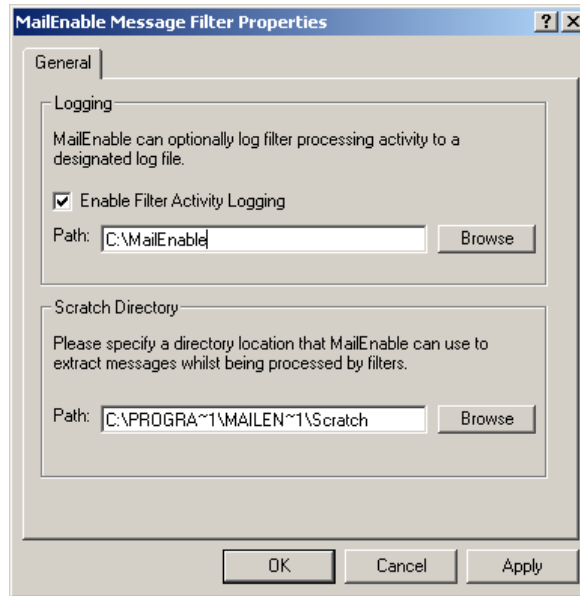 MailEnable Message Filter Properties
General
Logging
MailEnable can optionally log filter processing activity to a
designated log file.
Enable Filter Activity Logging
Path: C:\MailEnable Browse
Scratch Directory
Please specify a directory location that MailEnable can use to
extract messages whilst being processed by filters.
Path: C:\PROGRA~1\MAILEN~1\Scratch Browse
OK Cancel Apply